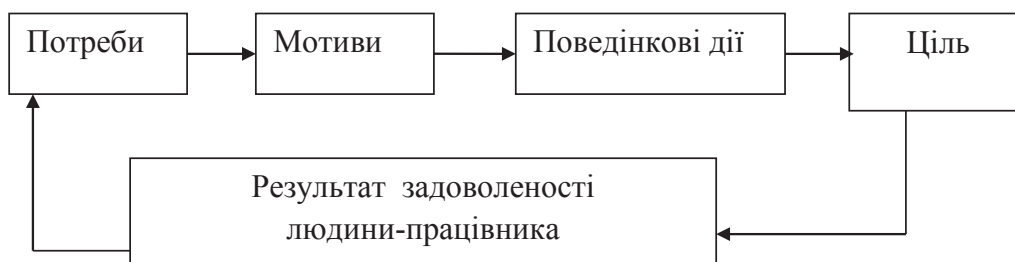 Потреби
Мотиви
Поведінкові дії
Ціль
Результат задоволеності
людини-працівника